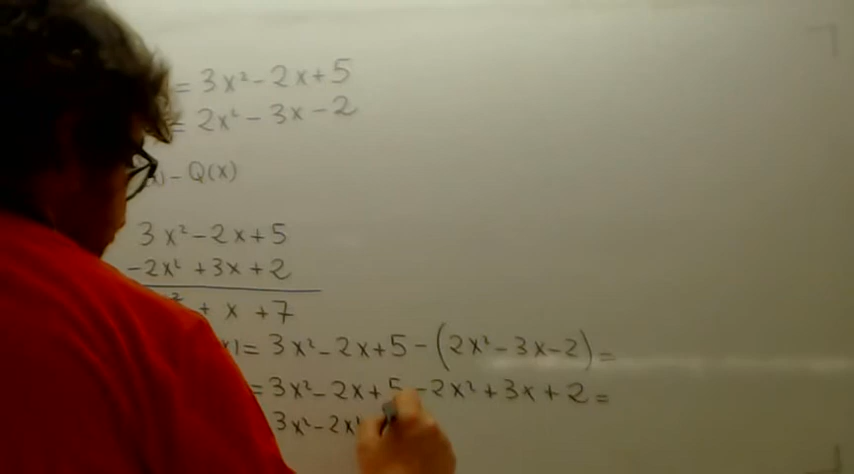 = 3x² - 2x + 5
= 2x² - 3x - 2
) - Q(x)
3x² - 2x + 5
-2x² + 3x + 2
² + x + 7
x) = 3x² - 2x + 5 - (2x² - 3x - 2) =
= 3x² - 2x + 5 - 2x² + 3x + 2 =
3x² - 2x²